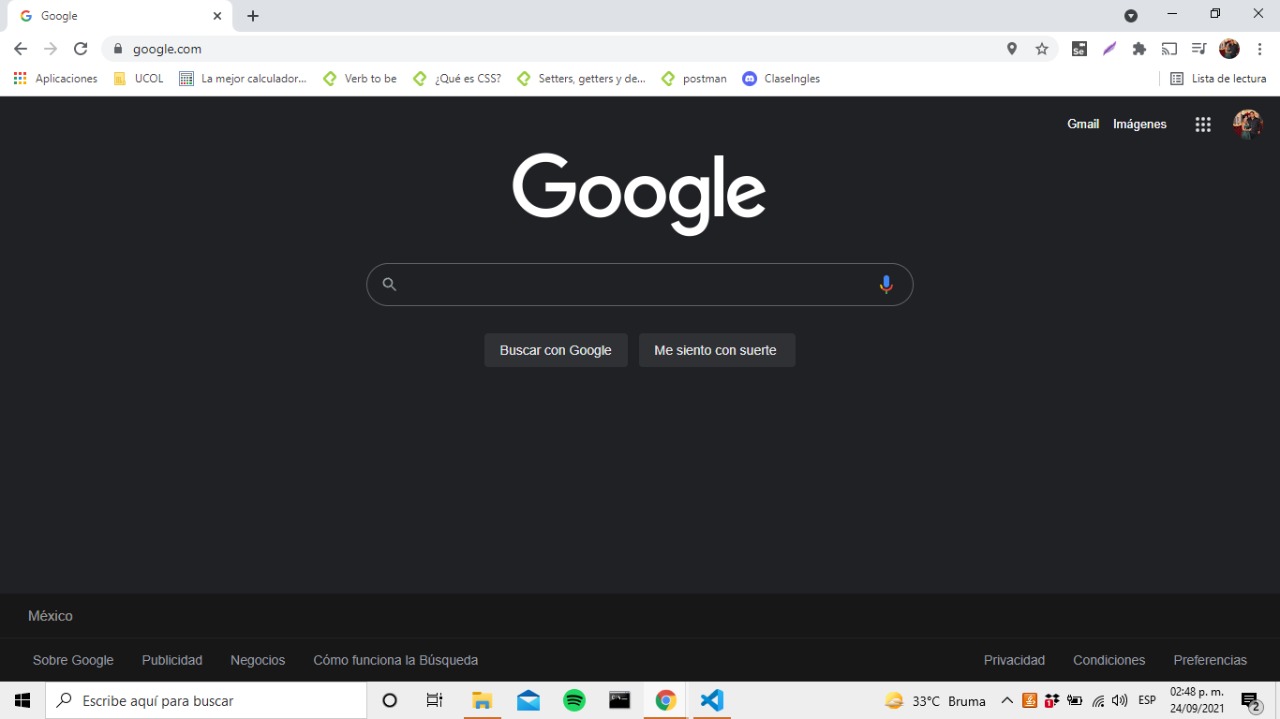 Google
google.com
Aplicaciones UCOL La mejor calculador... Verb to be ¿Qué es CSS? Setters, getters y de... postman ClaseIngles Lista de lectura
Gmail Imágenes
Google
Buscar con Google Me siento con suerte
México
Sobre Google Publicidad Negocios Cómo funciona la Búsqueda Privacidad Condiciones Preferencias
Escribe aquí para buscar 33°C Bruma ESP 02:48 p. m.
24/09/2021 2